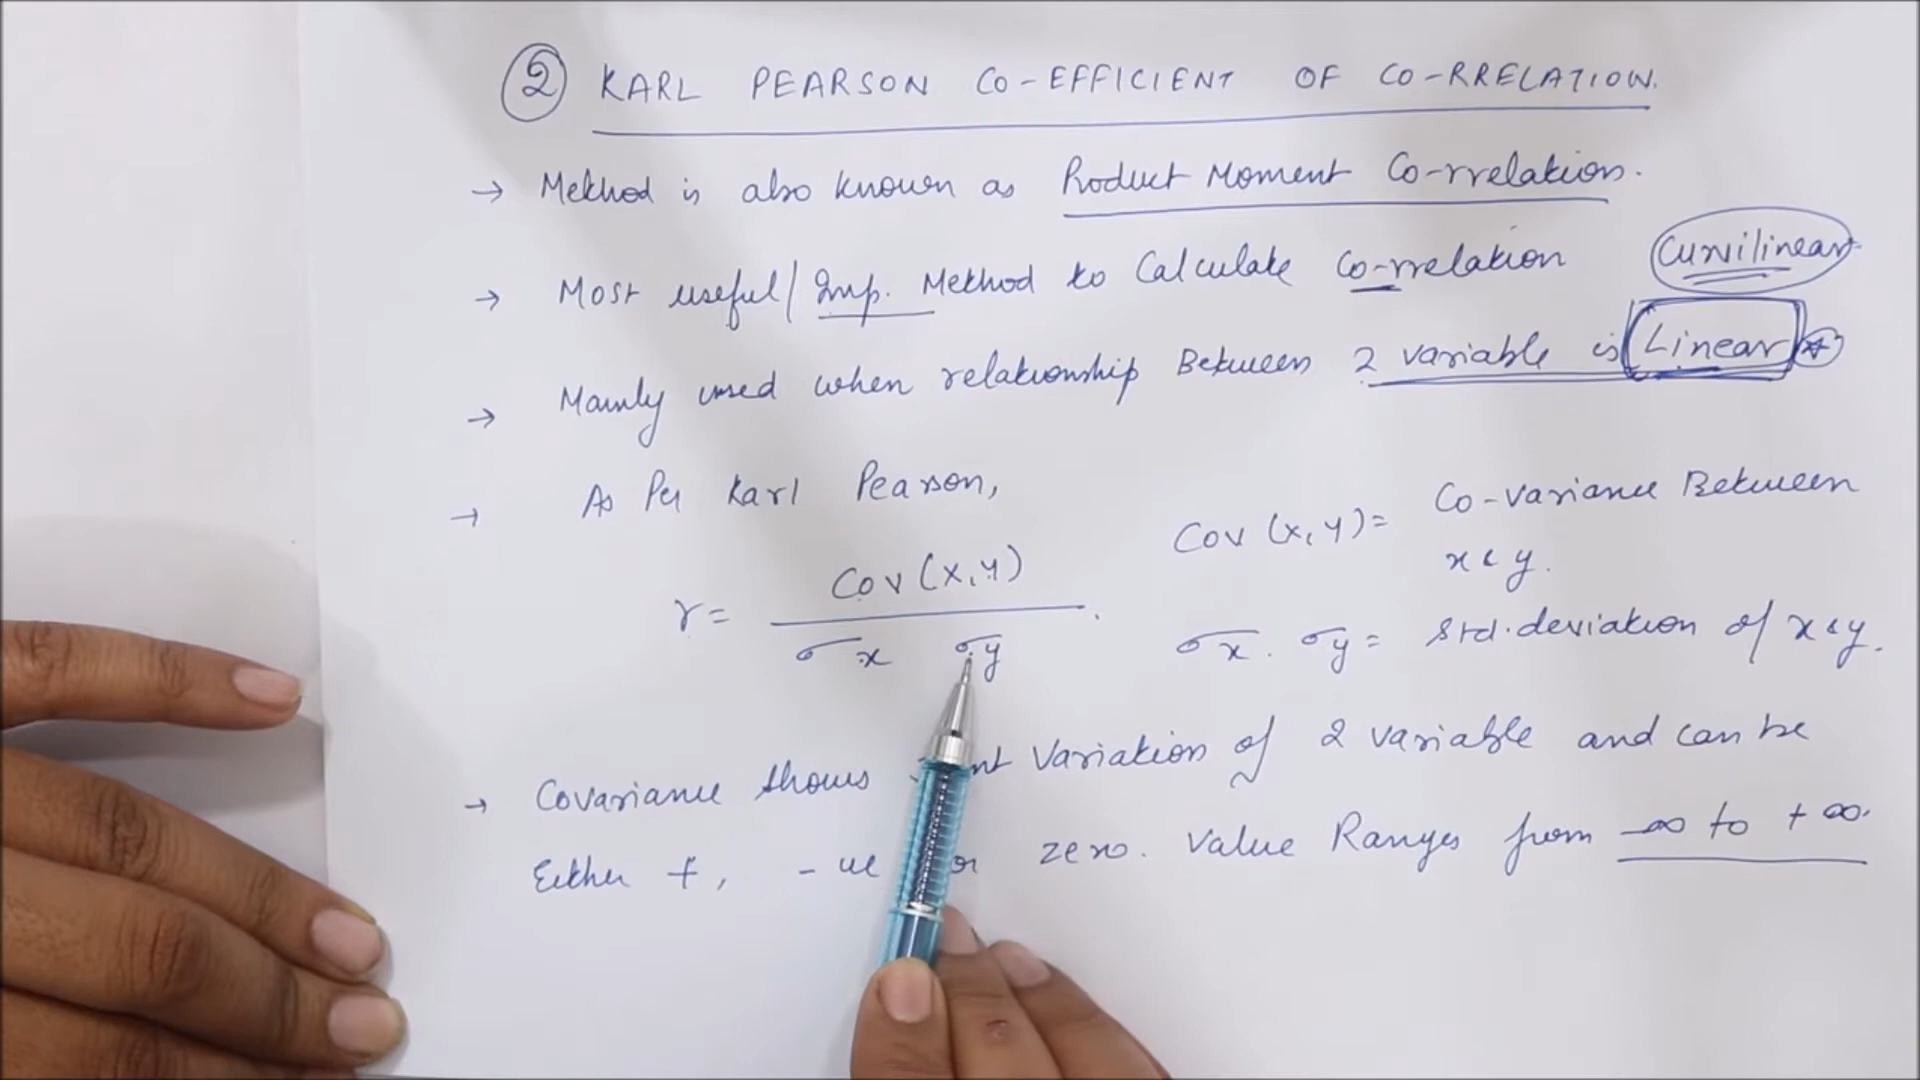 ② KARL PEARSON CO-EFFICIENT OF CO-RRELATION.
→ Method is also known as Product Moment Co-rrelation.
→ Most useful/Imp. Method to Calculate Co-rrelation
Curvilinear
→ Mainly used when relationship Between 2 variable is Linear *
→ As Per Karl Pearson,
r = Cov (x, y)
σx σy
Cov (x, y) = Co-variance Between
x & y.
σx . σy = std. deviation of x & y.
→ Covariance shows nt Variation of 2 variable and can be
Either +, -ve or zero. Value Ranges from -∞ to +∞.